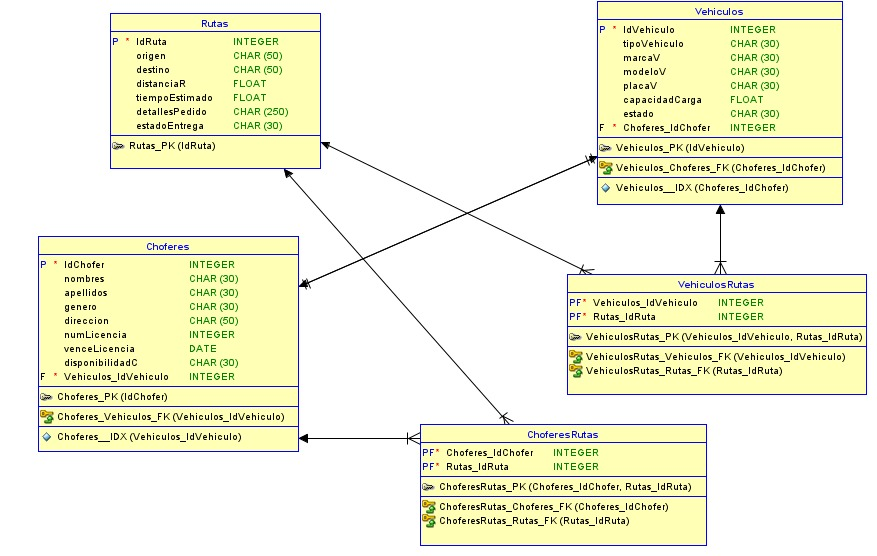 Rutas
P * IdRuta INTEGER
origen CHAR (50)
destino CHAR (50)
distanciaR FLOAT
tiempoEstimado FLOAT
detallesPedido CHAR (250)
estadoEntrega CHAR (30)
Rutas_PK (IdRuta)
Vehiculos
P * IdVehiculo INTEGER
tipoVehiculo CHAR (30)
marcaV CHAR (30)
modeloV CHAR (30)
placaV CHAR (30)
capacidadCarga FLOAT
estado CHAR (30)
F * Choferes_IdChofer INTEGER
Vehiculos_PK (IdVehiculo)
Vehiculos_Choferes_FK (Choferes_IdChofer)
Vehiculos__IDX (Choferes_IdChofer)
Choferes
P * IdChofer INTEGER
nombres CHAR (30)
apellidos CHAR (30)
genero CHAR (30)
direccion CHAR (50)
numLicencia INTEGER
venceLicencia DATE
disponibilidadC CHAR (30)
F * Vehiculos_IdVehiculo INTEGER
Choferes_PK (IdChofer)
Choferes_Vehiculos_FK (Vehiculos_IdVehiculo)
Choferes__IDX (Vehiculos_IdVehiculo)
VehiculosRutas
PF* Vehiculos_IdVehiculo INTEGER
PF* Rutas_IdRuta INTEGER
VehiculosRutas_PK (Vehiculos_IdVehiculo, Rutas_IdRuta)
VehiculosRutas_Vehiculos_FK (Vehiculos_IdVehiculo)
VehiculosRutas_Rutas_FK (Rutas_IdRuta)
ChoferesRutas
PF* Choferes_IdChofer INTEGER
PF* Rutas_IdRuta INTEGER
ChoferesRutas_PK (Choferes_IdChofer, Rutas_IdRuta)
ChoferesRutas_Choferes_FK (Choferes_IdChofer)
ChoferesRutas_Rutas_FK (Rutas_IdRuta)